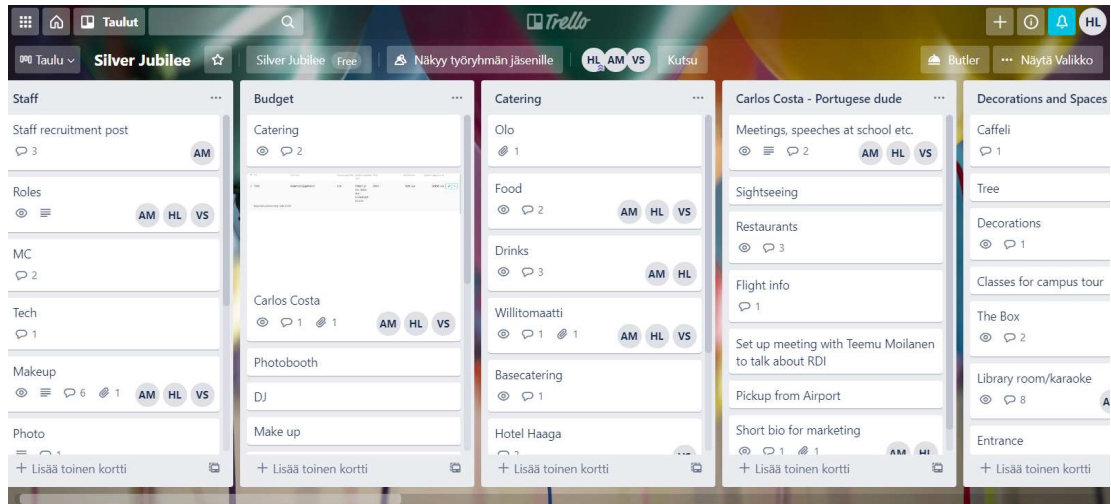 Taulut
Trello
HL
Taulu
Silver Jubilee
Silver Jubilee Free
Näkyy työryhmän jäsenille
HL AM VS
Kutsu
Butler
... Näytä Valikko
Staff ...
Staff recruitment post
3 AM
Roles
AM HL VS
MC
2
Tech
1
Makeup
6 1 AM HL VS
Photo
1
+ Lisää toinen kortti
Budget ...
Catering
2
Carlos Costa
1 1 AM HL VS
Photobooth
DJ
Make up
+ Lisää toinen kortti
Catering ...
Olo
1
Food
2 AM HL VS
Drinks
3 AM HL
Willitomaatti
1 1 AM HL VS
Basecatering
1
Hotel Haaga
+ Lisää toinen kortti
Carlos Costa - Portugese dude ...
Meetings, speeches at school etc.
2 AM HL VS
Sightseeing
Restaurants
3
Flight info
1
Set up meeting with Teemu Moilanen
to talk about RDI
Pickup from Airport
Short bio for marketing
1 1 AM HL
+ Lisää toinen kortti
Decorations and Spaces
Caffeli
1
Tree
Decorations
1
Classes for campus tour
The Box
2
Library room/karaoke
8 A
Entrance
+ Lisää toinen kortti